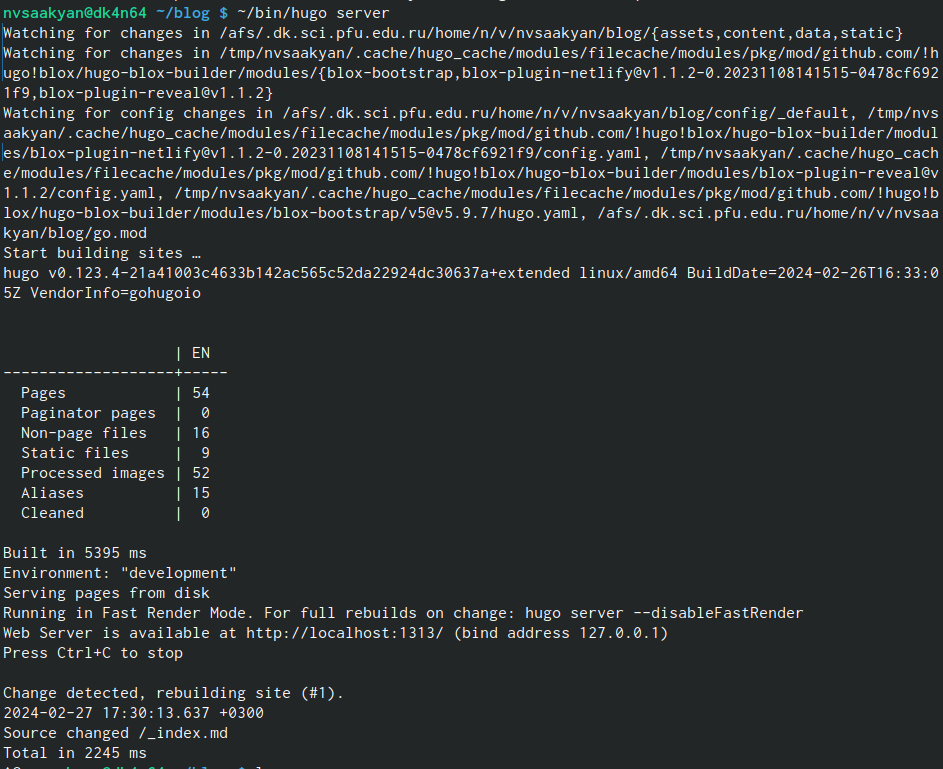 nvsaakyan@dk4n64 ~/blog $ ~/bin/hugo server
Watching for changes in /afs/.dk.sci.pfu.edu.ru/home/n/v/nvsaakyan/blog/{assets,content,data,static}
Watching for changes in /tmp/nvsaakyan/.cache/hugo_cache/modules/filecache/modules/pkg/mod/github.com/!h
ugo!blox/hugo-blox-builder/modules/{blox-bootstrap,blox-plugin-netlify@v1.1.2-0.20231108141515-0478cf692
1f9,blox-plugin-reveal@v1.1.2}
Watching for config changes in /afs/.dk.sci.pfu.edu.ru/home/n/v/nvsaakyan/blog/config/_default, /tmp/nvs
aakyan/.cache/hugo_cache/modules/filecache/modules/pkg/mod/github.com/!hugo!blox/hugo-blox-builder/modul
es/blox-plugin-netlify@v1.1.2-0.20231108141515-0478cf6921f9/config.yaml, /tmp/nvsaakyan/.cache/hugo_cach
e/modules/filecache/modules/pkg/mod/github.com/!hugo!blox/hugo-blox-builder/modules/blox-plugin-reveal@v
1.1.2/config.yaml, /tmp/nvsaakyan/.cache/hugo_cache/modules/filecache/modules/pkg/mod/github.com/!hugo!b
lox/hugo-blox-builder/modules/blox-bootstrap/v5@v5.9.7/hugo.yaml, /afs/.dk.sci.pfu.edu.ru/home/n/v/nvsaa
kyan/blog/go.mod
Start building sites …
hugo v0.123.4-21a41003c4633b142ac565c52da22924dc30637a+extended linux/amd64 BuildDate=2024-02-26T16:33:0
5Z VendorInfo=gohugoio
                   | EN
-------------------+-----
  Pages            | 54
  Paginator pages  |  0
  Non-page files   | 16
  Static files     |  9
  Processed images | 52
  Aliases          | 15
  Cleaned          |  0
Built in 5395 ms
Environment: "development"
Serving pages from disk
Running in Fast Render Mode. For full rebuilds on change: hugo server --disableFastRender
Web Server is available at http://localhost:1313/ (bind address 127.0.0.1)
Press Ctrl+C to stop
Change detected, rebuilding site (#1).
2024-02-27 17:30:13.637 +0300
Source changed /_index.md
Total in 2245 ms